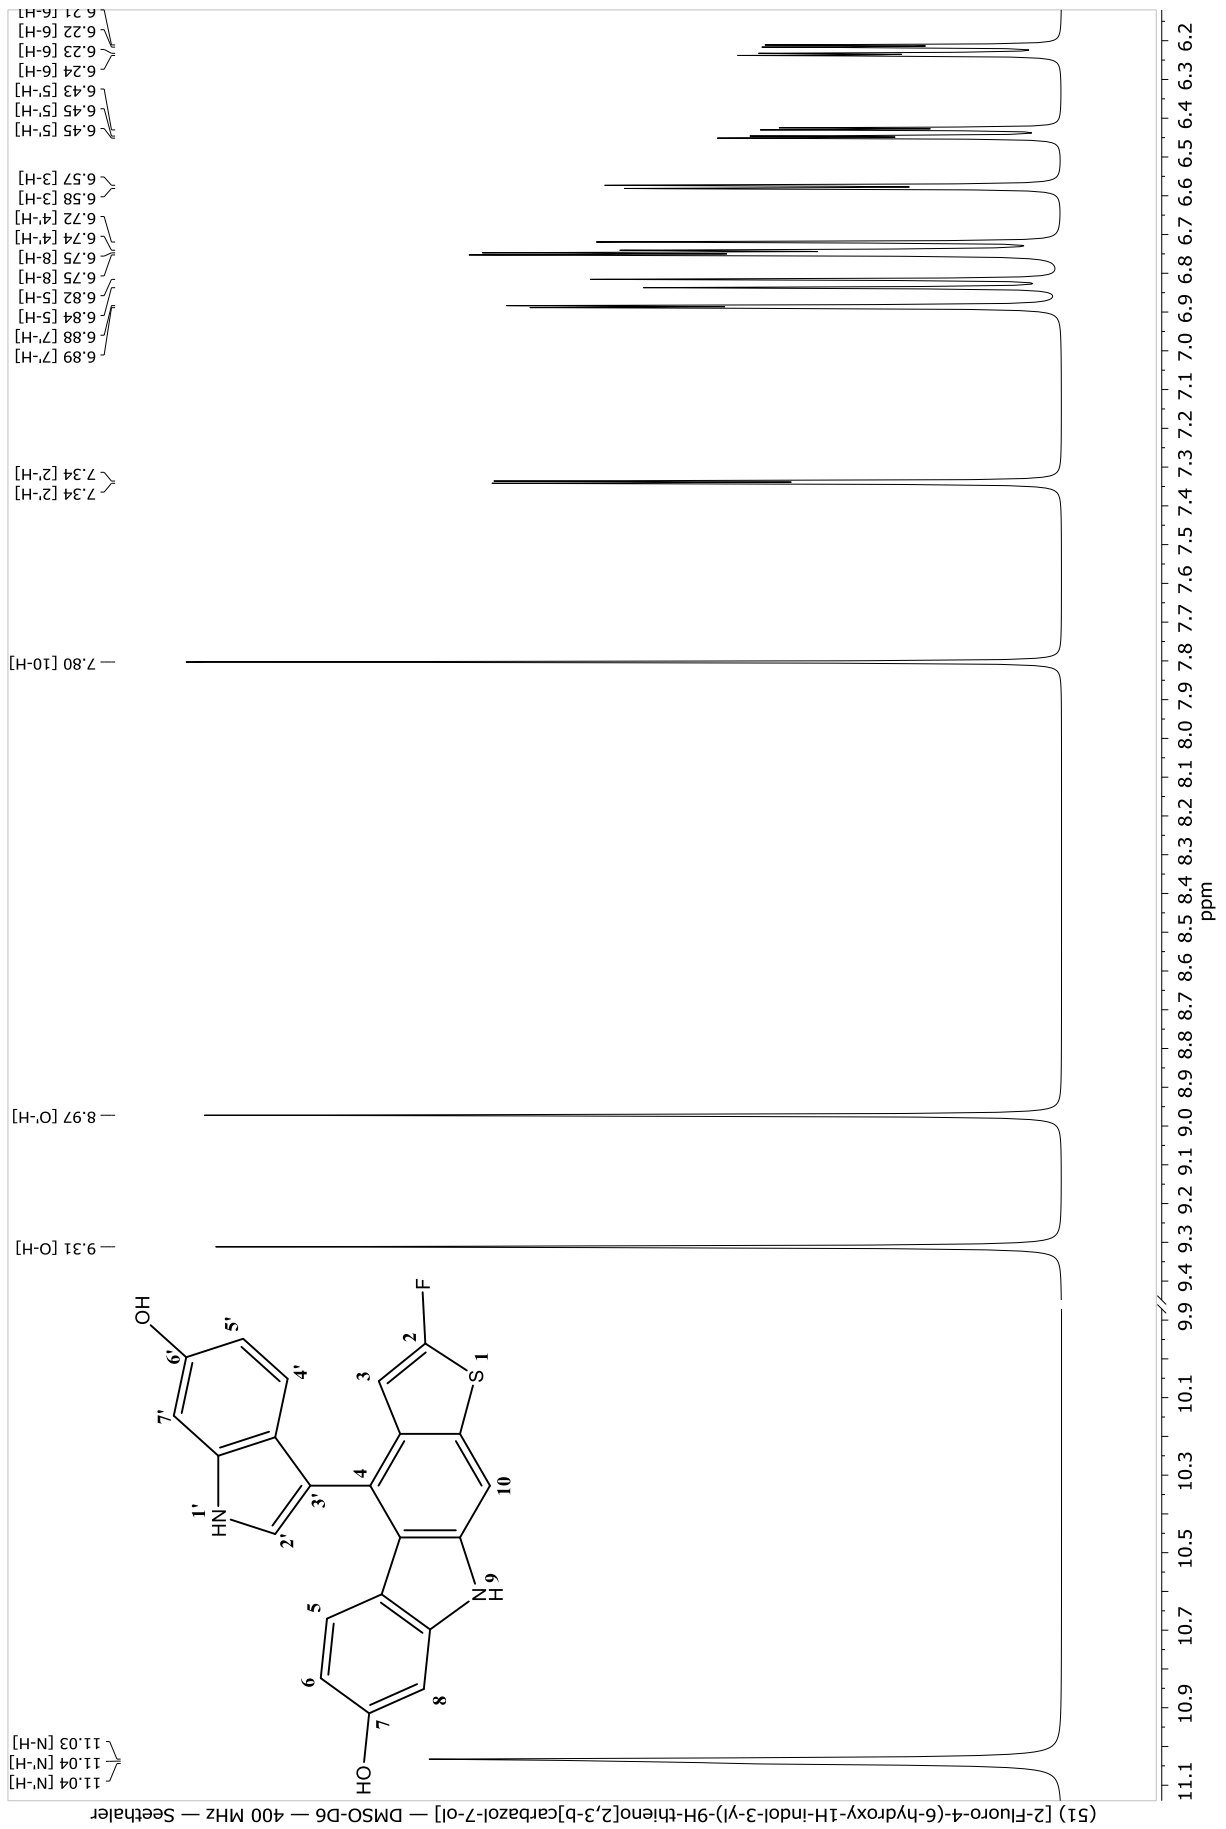 (51) [2-Fluoro-4-(6-hydroxy-1H-indol-3-yl)-9H-thieno[2,3-b]carbazol-7-ol] — DMSO-D6 — 400 MHz — Seethaler
11.04 [N'-H]
11.04 [N'-H]
11.03 [N-H]
9.31 [O-H]
8.97 [O'-H]
7.80 [10-H]
7.34 [2'-H]
7.34 [2'-H]
6.89 [7'-H]
6.88 [7'-H]
6.84 [5-H]
6.82 [5-H]
6.75 [8-H]
6.75 [8-H]
6.74 [4'-H]
6.72 [4'-H]
6.58 [3-H]
6.57 [3-H]
6.45 [5'-H]
6.45 [5'-H]
6.43 [5'-H]
6.24 [6-H]
6.23 [6-H]
6.22 [6-H]
6.21 [6-H]
HO
7
8
6
5
NH
9
10
4
3
2
S
1
F
HN
1'
2'
3'
4'
5'
6'
7'
OH
11.1 10.9 10.7 10.5 10.3 10.1 9.9 9.4 9.3 9.2 9.1 9.0 8.9 8.8 8.7 8.6 8.5 8.4 8.3 8.2 8.1 8.0 7.9 7.8 7.7 7.6 7.5 7.4 7.3 7.2 7.1 7.0 6.9 6.8 6.7 6.6 6.5 6.4 6.3 6.2
ppm